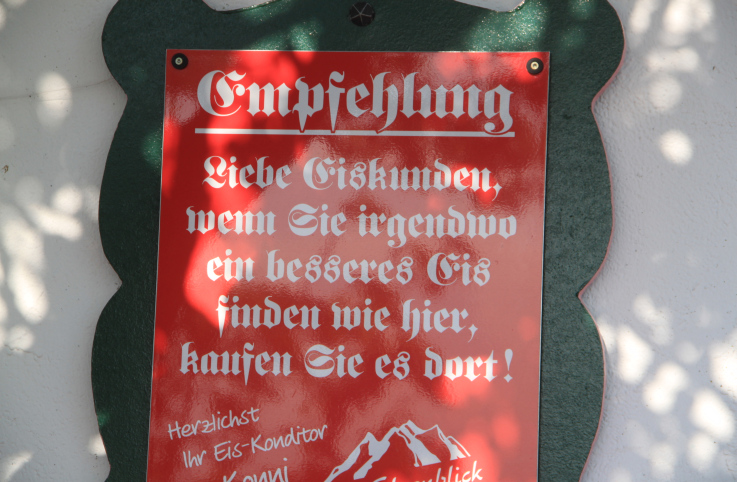 Empfehlung
Liebe Eiskunden,
wenn Sie irgendwo
ein besseres Eis
finden wie hier,
kaufen Sie es dort!
Herzlichst
Ihr Eis-Konditor
Konni